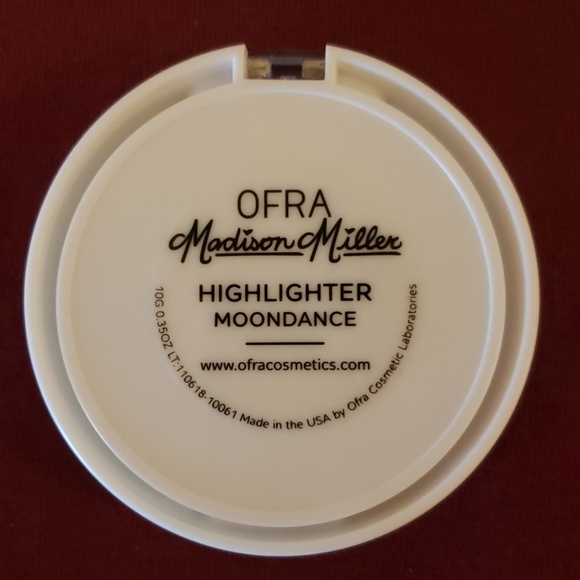 OFRA
Madison Miller
HIGHLIGHTER
MOONDANCE
www.ofracosmetics.com
10G 0.35OZ LT:110618-10061 Made in the USA by Ofra Cosmetic Laboratories